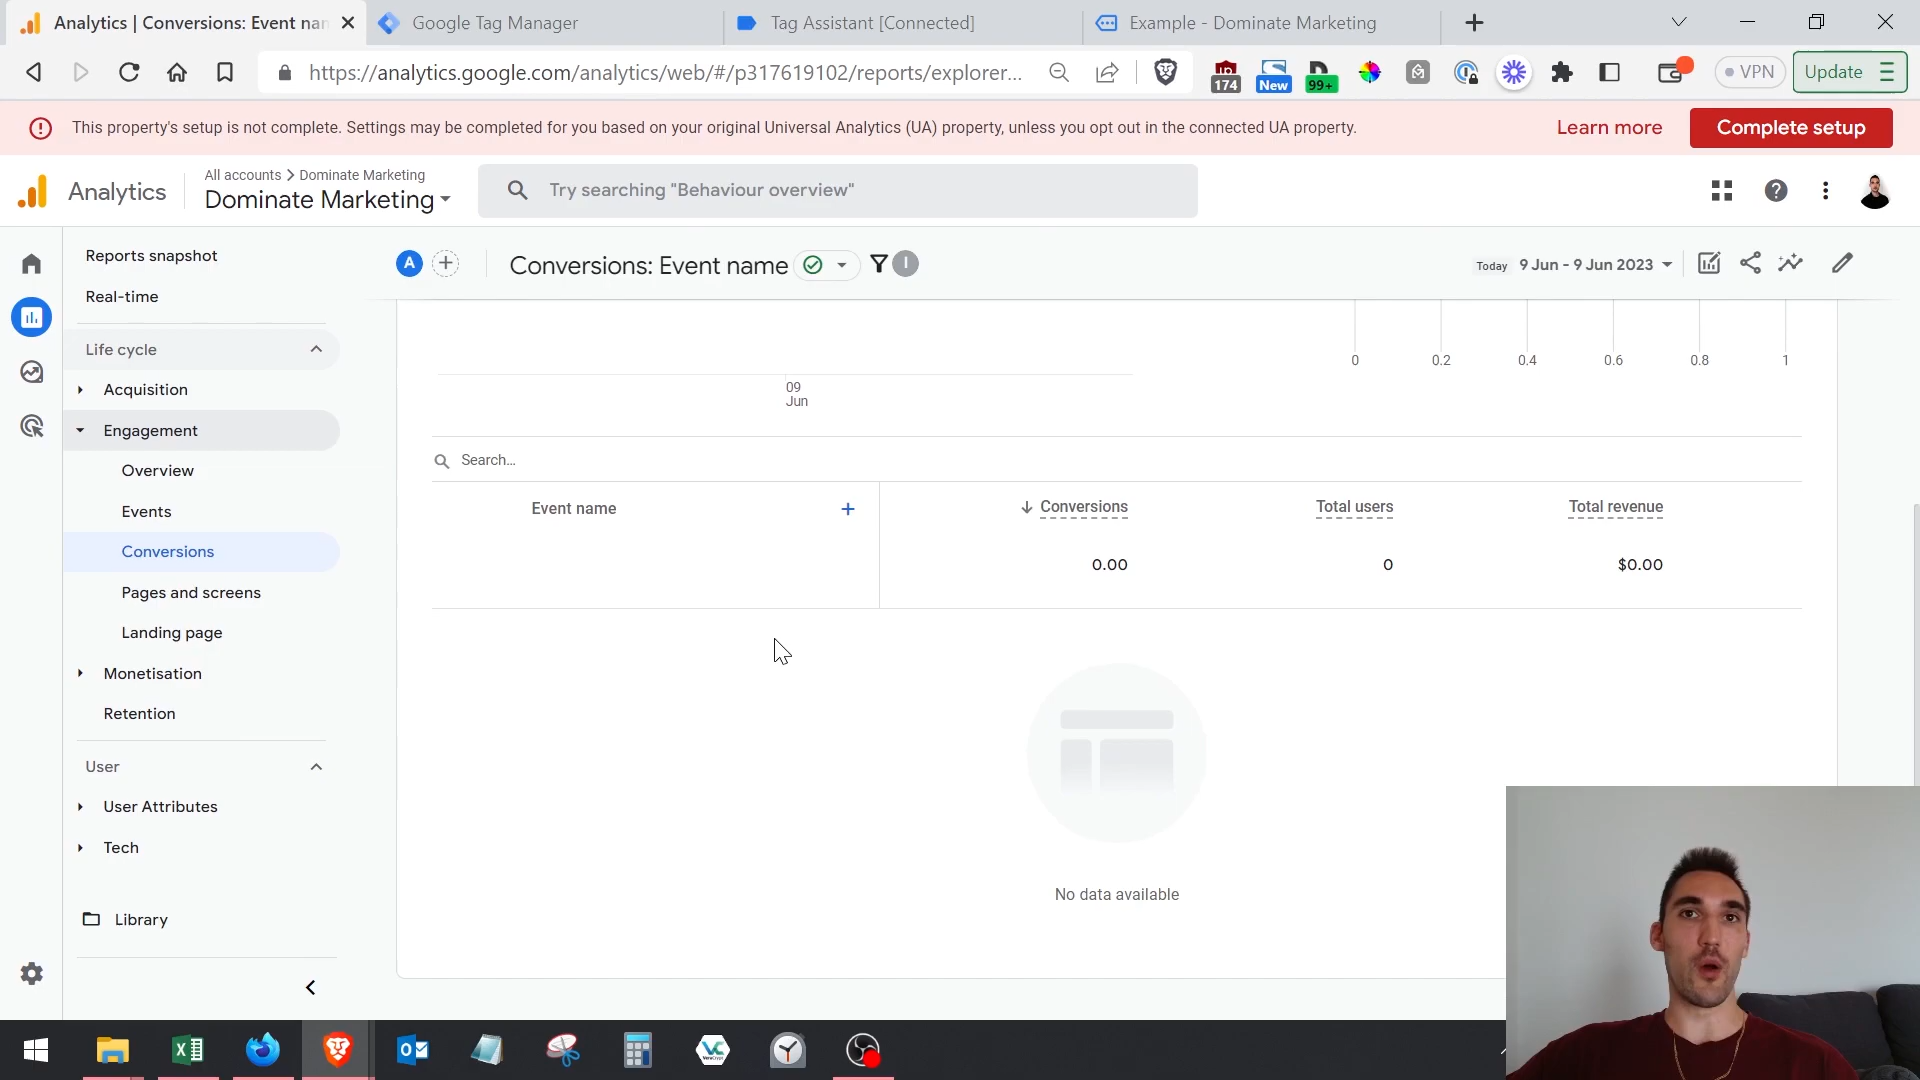 Analytics | Conversions: Event nam
Google Tag Manager
Tag Assistant [Connected]
Example - Dominate Marketing
https://analytics.google.com/analytics/web/#/p317619102/reports/explorer...
174
New
99+
VPN
Update
This property's setup is not complete. Settings may be completed for you based on your original Universal Analytics (UA) property, unless you opt out in the connected UA property.
Learn more
Complete setup
Analytics
All accounts > Dominate Marketing
Dominate Marketing
Try searching "Behaviour overview"
Reports snapshot
Real-time
Life cycle
Acquisition
Engagement
Overview
Events
Conversions
Pages and screens
Landing page
Monetisation
Retention
User
User Attributes
Tech
Library
A
Conversions: Event name
I
Today 9 Jun - 9 Jun 2023
0 0.2 0.4 0.6 0.8 1
09
Jun
Search...
Event name
Conversions
Total users
Total revenue
0.00
0
$0.00
No data available